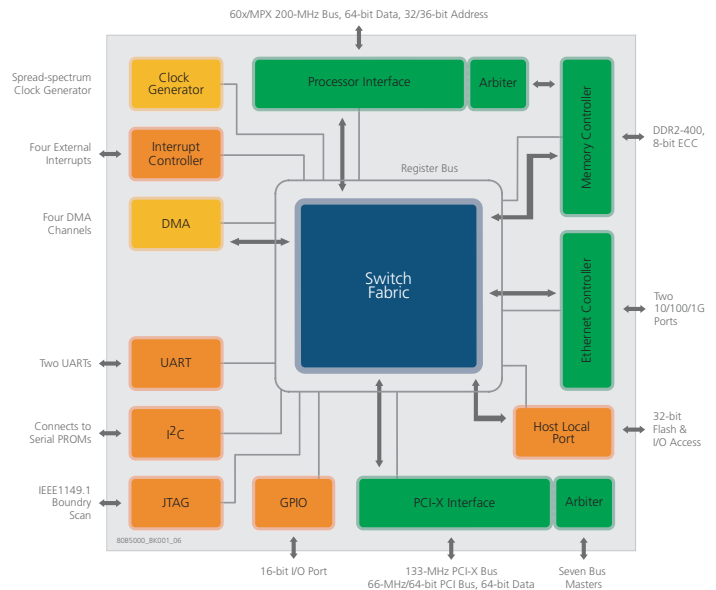 60x/MPX 200-MHz Bus, 64-bit Data, 32/36-bit Address
Spread-spectrum
Clock Generator
Clock
Generator
Processor Interface
Arbiter
Memory Controller
DDR2-400,
8-bit ECC
Four External
Interrupts
Interrupt
Controller
Register Bus
Four DMA
Channels
DMA
Switch
Fabric
Ethernet Controller
Two
10/100/1G
Ports
Two UARTs
UART
Connects to
Serial PROMs
I2C
Host Local
Port
32-bit
Flash &
I/O Access
IEEE1149.1
Boundry
Scan
JTAG
GPIO
PCI-X Interface
Arbiter
80B5000_BK001_06
16-bit I/O Port
133-MHz PCI-X Bus
66-MHz/64-bit PCI Bus, 64-bit Data
Seven Bus
Masters